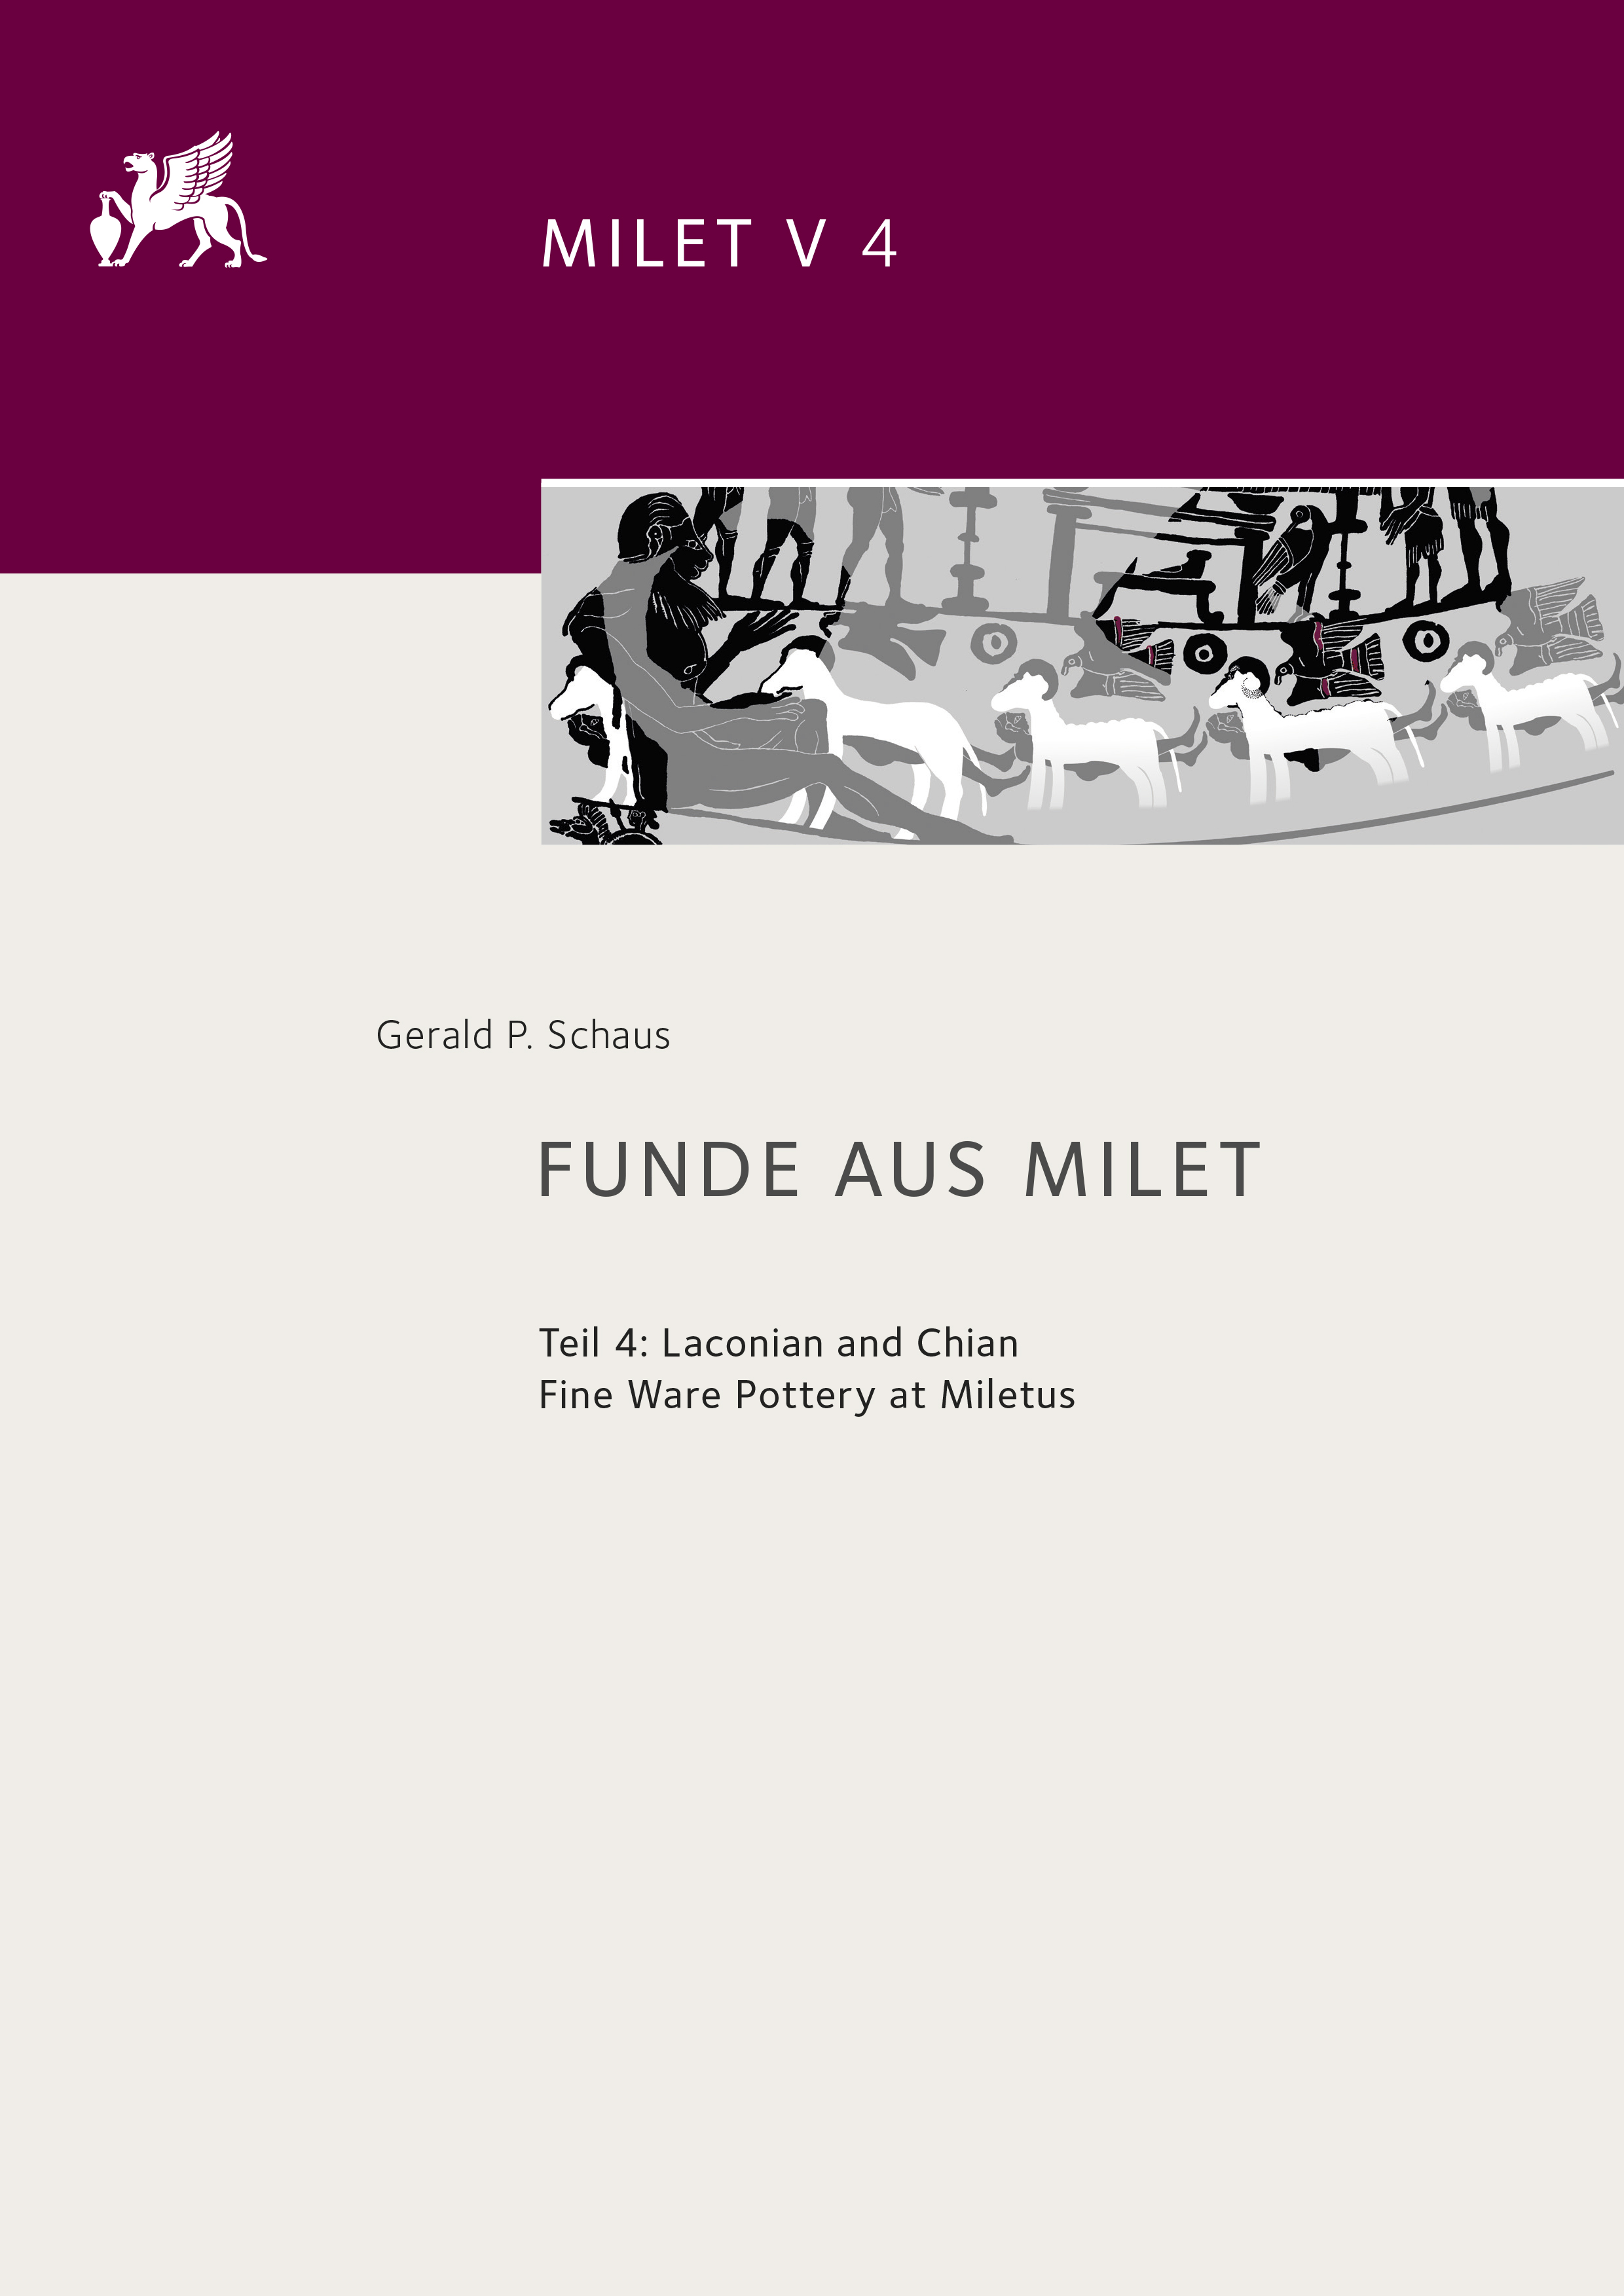 MILET V 4
Gerald P. Schaus
FUNDE AUS MILET
Teil 4: Laconian and Chian
Fine Ware Pottery at Miletus